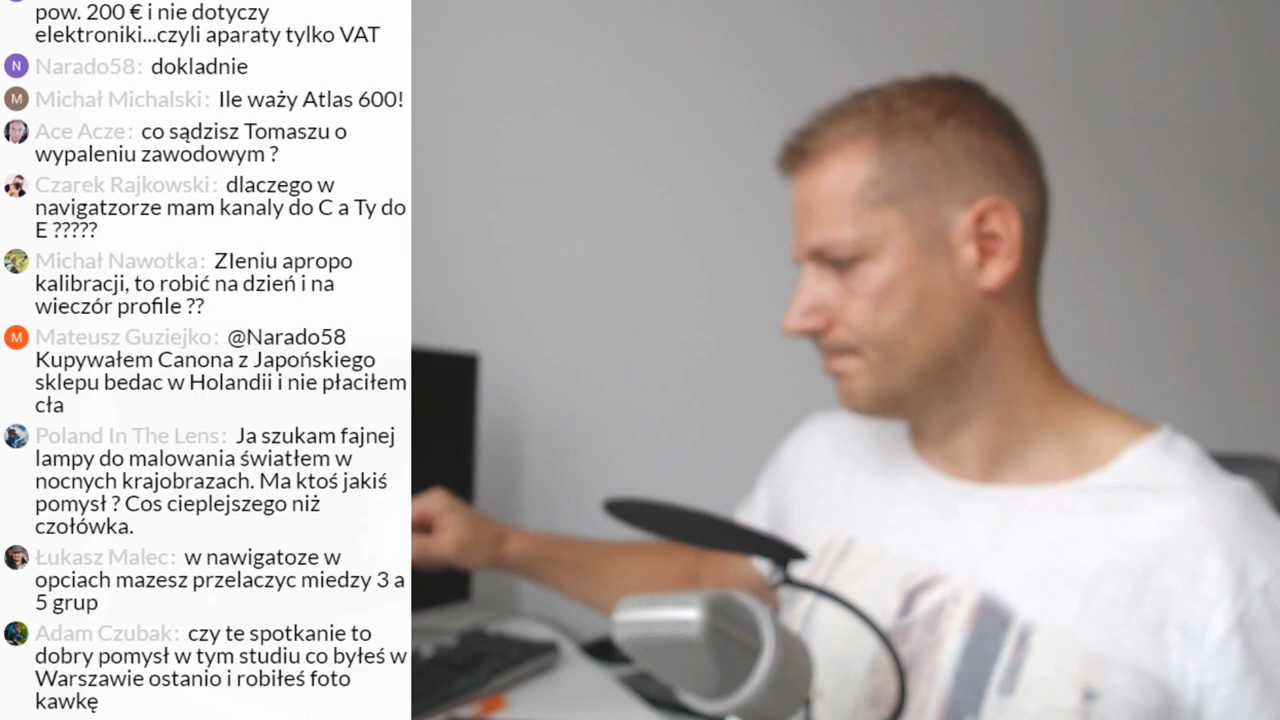 pow. 200 € i nie dotyczy
elektroniki...czyli aparaty tylko VAT
N Narado58: dokladnie
M Michał Michalski: Ile waży Atlas 600!
Ace Acze: co sądzisz Tomaszu o
wypaleniu zawodowym ?
Czarek Rajkowski: dlaczego w
navigatzorze mam kanaly do C a Ty do
E ?????
Michał Nawotka: ZIeniu apropo
kalibracji, to robić na dzień i na
wieczór profile ??
M Mateusz Guziejko: @Narado58
Kupywałem Canona z Japońskiego
sklepu bedac w Holandii i nie płaciłem
cła
Poland In The Lens: Ja szukam fajnej
lampy do malowania światłem w
nocnych krajobrazach. Ma ktoś jakiś
pomysł ? Cos cieplejszego niż
czołówka.
Łukasz Malec: w nawigatoze w
opciach mazesz przelaczyc miedzy 3 a
5 grup
Adam Czubak: czy te spotkanie to
dobry pomysł w tym studiu co byłeś w
Warszawie ostanio i robiłeś foto
kawkę